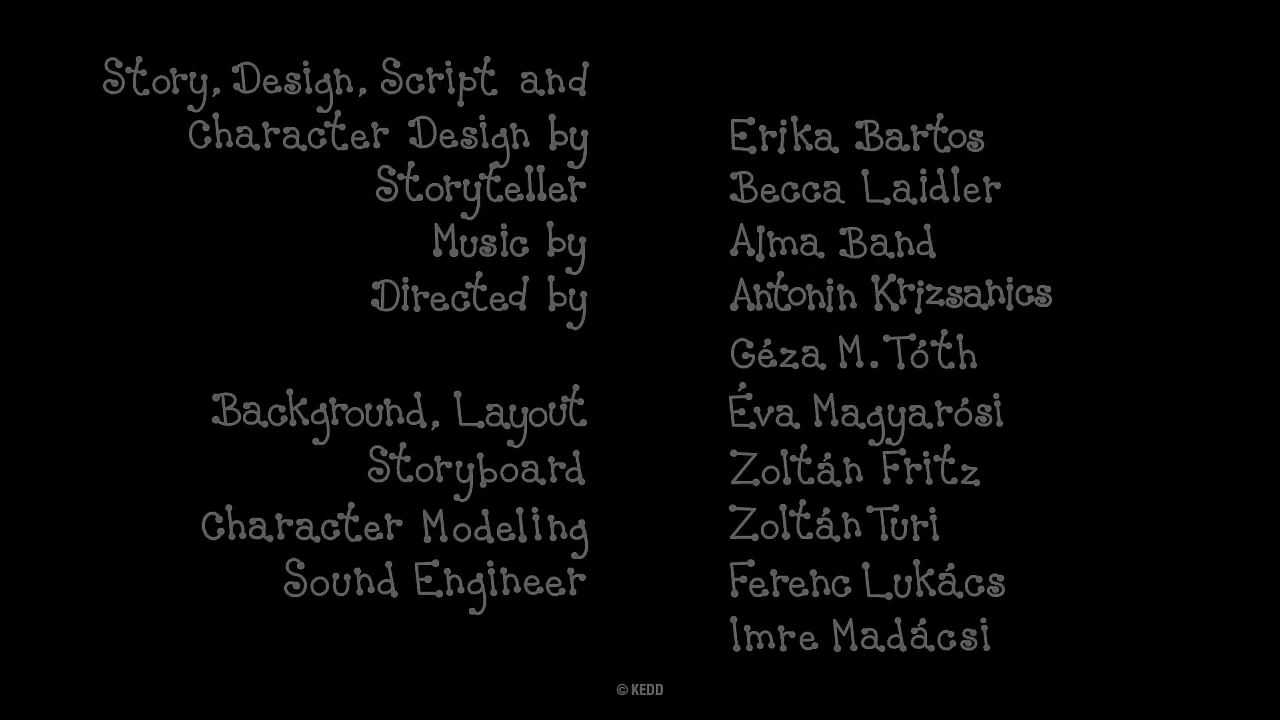 Story, Design, Script and
Character Design by Erika Bartos
Storyteller Becca Laidler
Music by Alma Band
Directed by Antonin Krizsanics
Géza M. Tóth
Background, Layout Éva Magyarósi
Storyboard Zoltán Fritz
Character Modeling Zoltán Turi
Sound Engineer Ferenc Lukács
Imre Madácsi
© KEDD